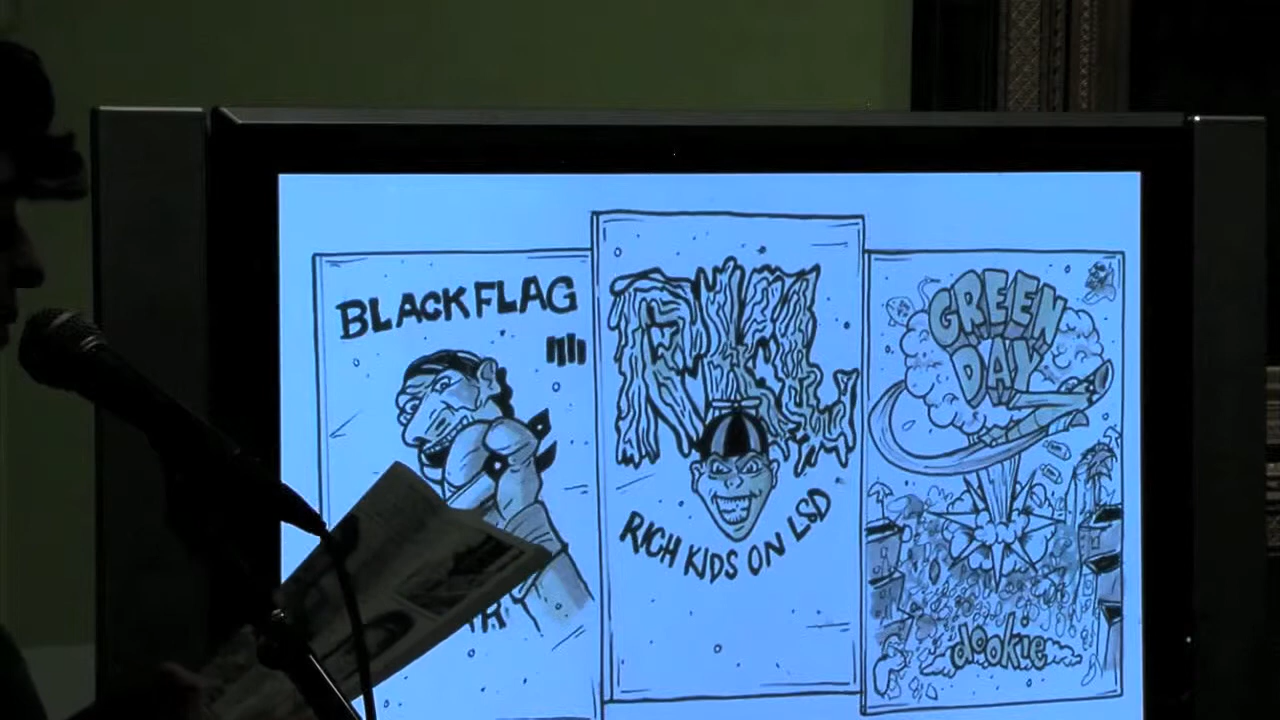 BLACK FLAG
RKL
RICH KIDS ON LSD
GREEN
DAY
dookie